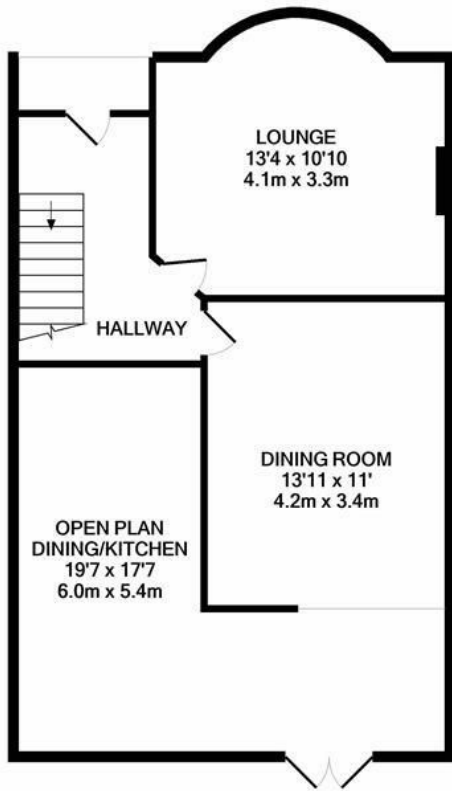 LOUNGE
13'4 x 10'10
4.1m x 3.3m
HALLWAY
DINING ROOM
13'11 x 11'
4.2m x 3.4m
OPEN PLAN
DINING/KITCHEN
19'7 x 17'7
6.0m x 5.4m